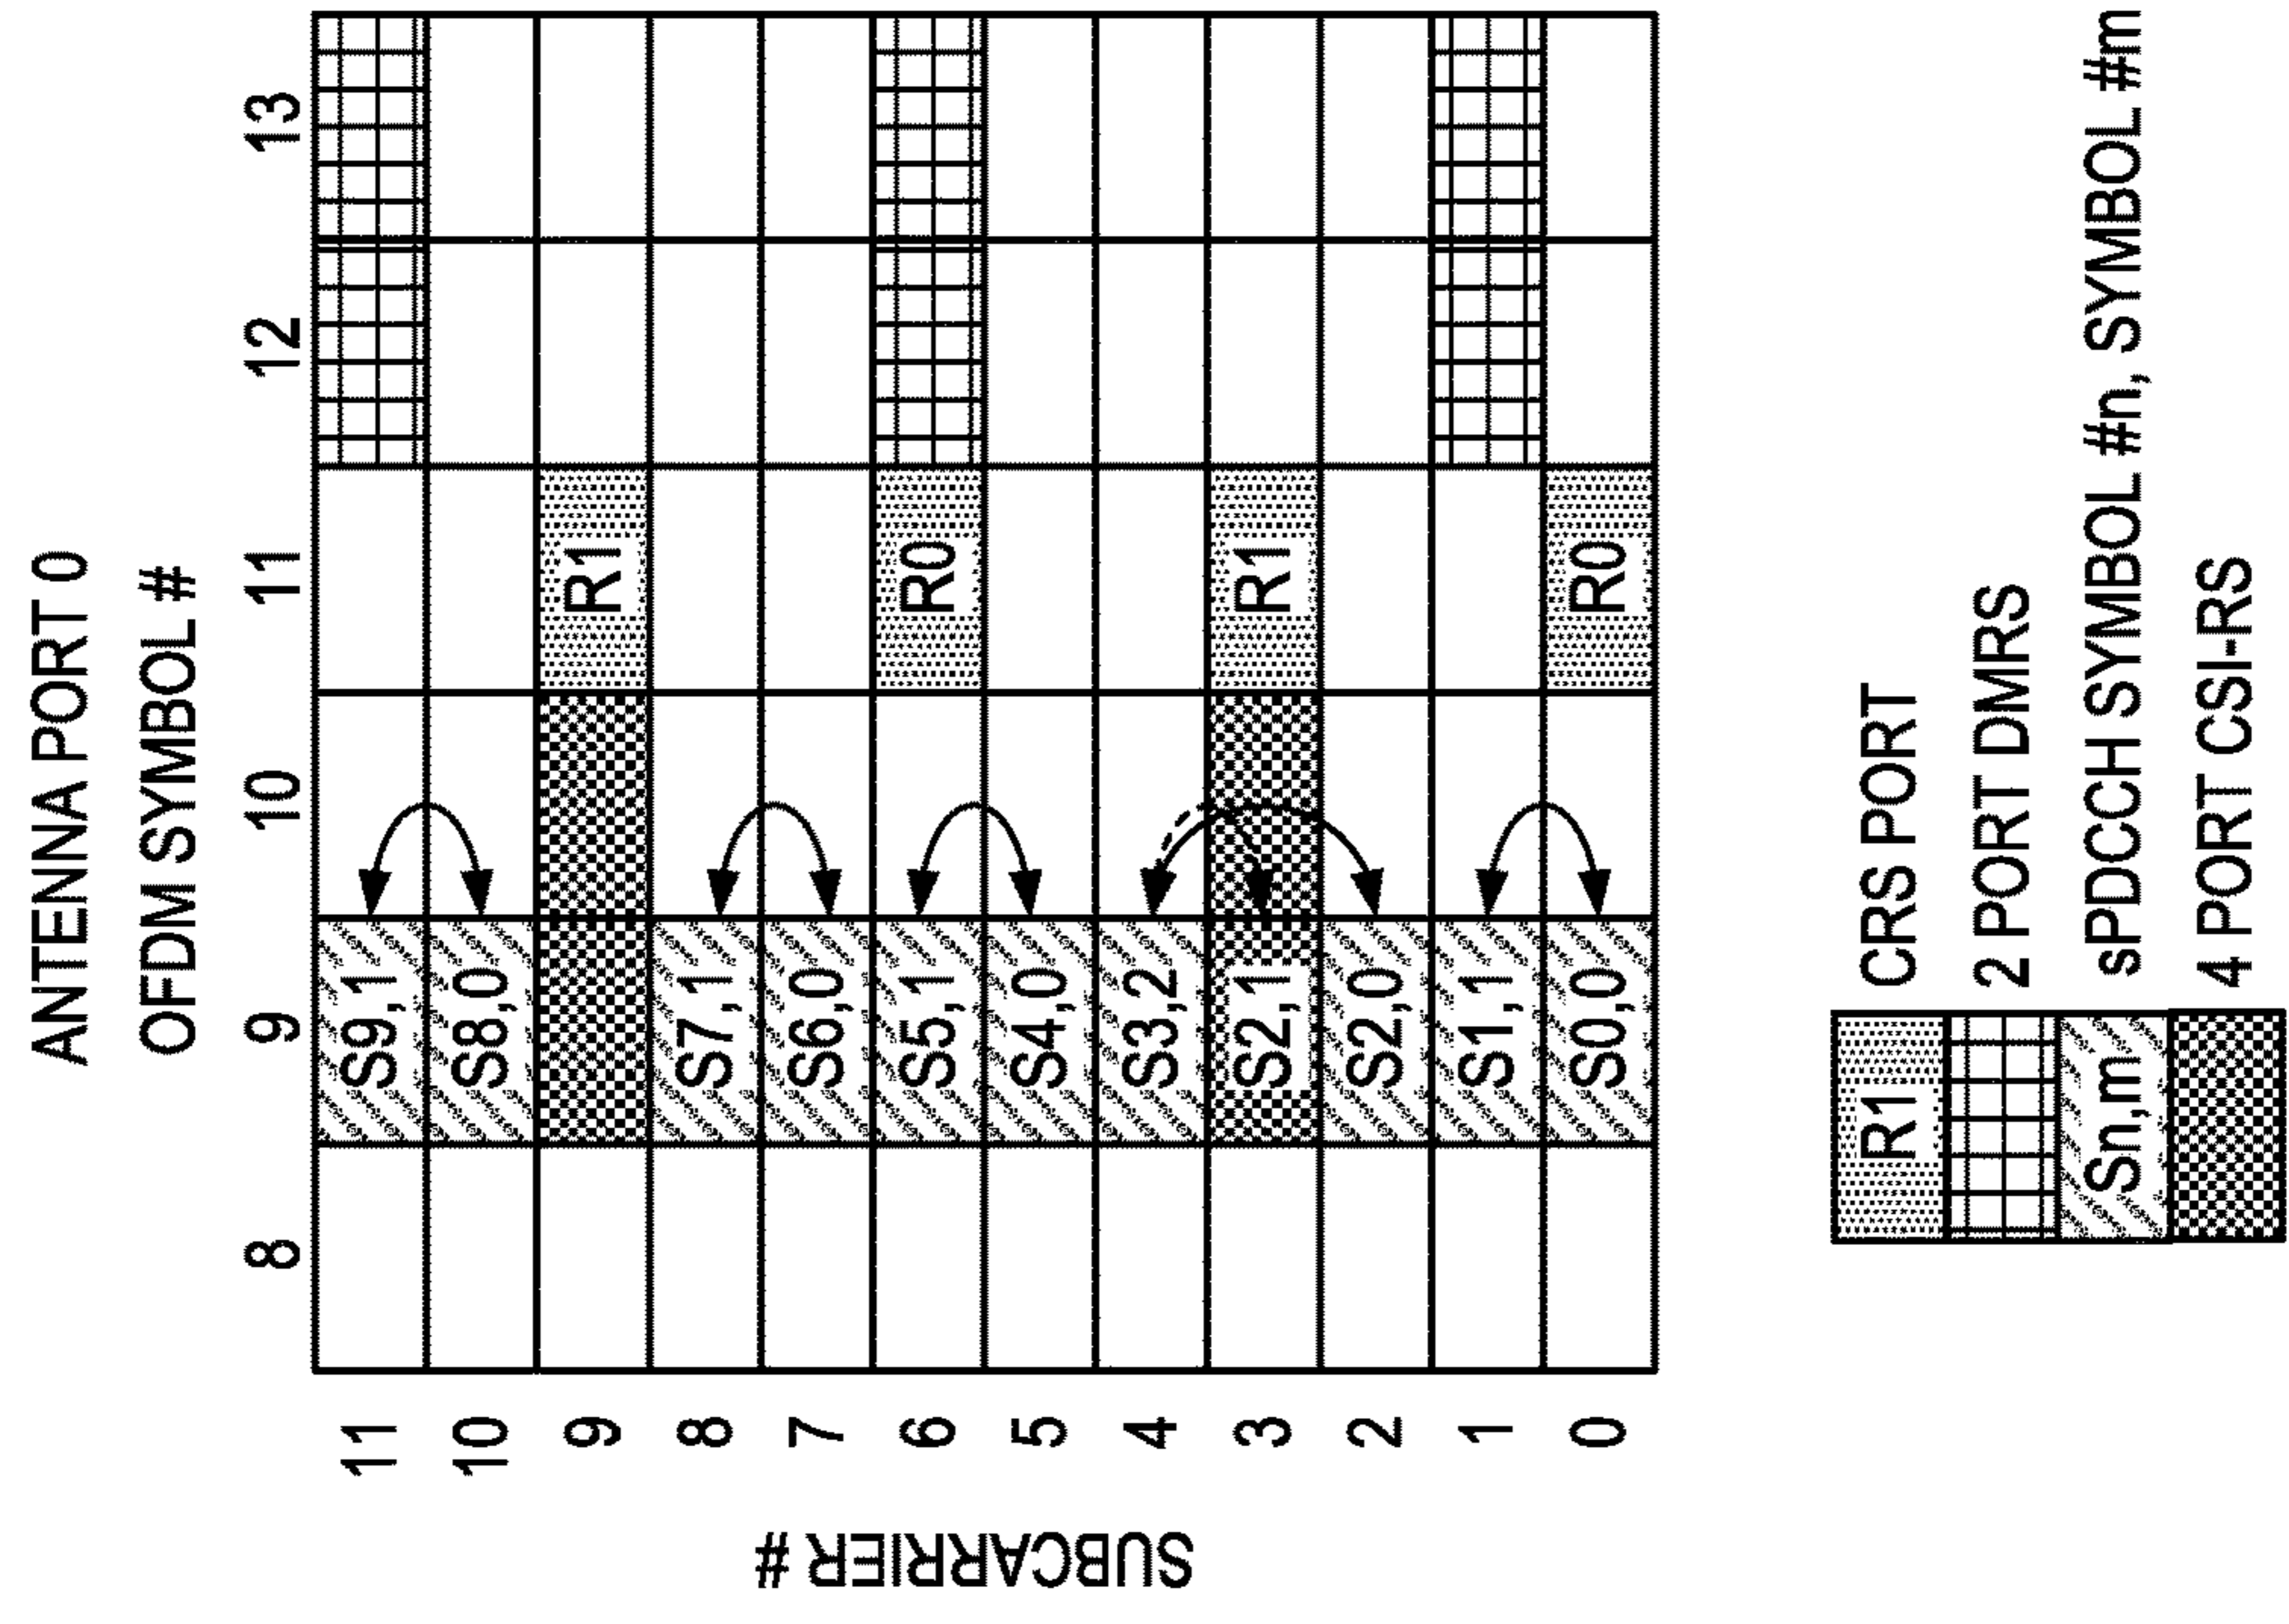 ANTENNA PORT 0
OFDM SYMBOL #
8 9 10 11 12 13
11 S9,1
10 S8,0
9 R1
8 S7,1
7 S6,0
6 S5,1 R0
5 S4,0
4 S3,2
3 S2,1 R1
2 S2,0
1 S1,1
0 S0,0 R0
SUBCARRIER #
R1 CRS PORT
2 PORT DMRS
Sn,m sPDCCH SYMBOL #n, SYMBOL #m
4 PORT CSI-RS